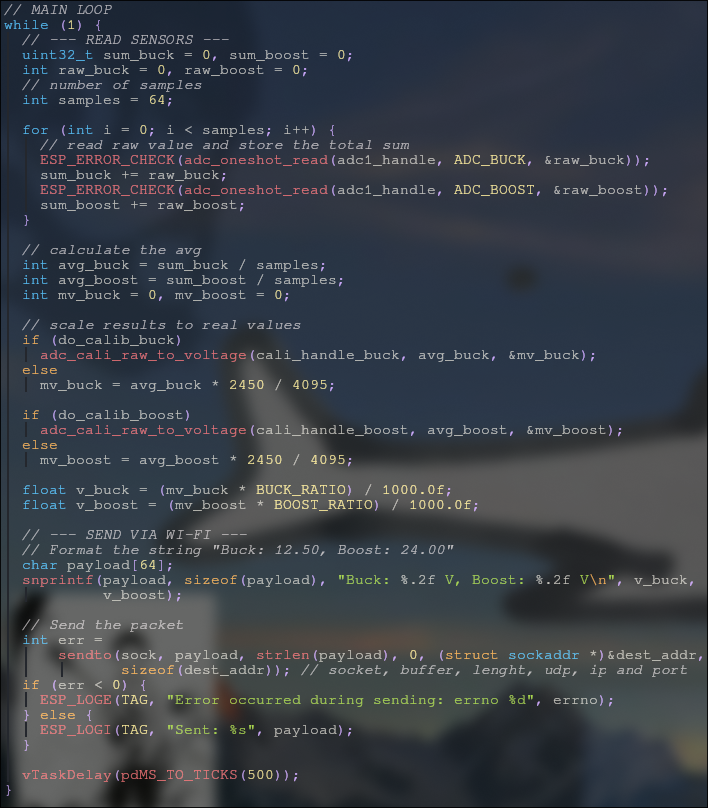 // MAIN LOOP
while (1) {
  // --- READ SENSORS ---
  uint32_t sum_buck = 0, sum_boost = 0;
  int raw_buck = 0, raw_boost = 0;
  // number of samples
  int samples = 64;

  for (int i = 0; i < samples; i++) {
    // read raw value and store the total sum
    ESP_ERROR_CHECK(adc_oneshot_read(adc1_handle, ADC_BUCK, &raw_buck));
    sum_buck += raw_buck;
    ESP_ERROR_CHECK(adc_oneshot_read(adc1_handle, ADC_BOOST, &raw_boost));
    sum_boost += raw_boost;
  }

  // calculate the avg
  int avg_buck = sum_buck / samples;
  int avg_boost = sum_boost / samples;
  int mv_buck = 0, mv_boost = 0;

  // scale results to real values
  if (do_calib_buck)
    adc_cali_raw_to_voltage(cali_handle_buck, avg_buck, &mv_buck);
  else
    mv_buck = avg_buck * 2450 / 4095;

  if (do_calib_boost)
    adc_cali_raw_to_voltage(cali_handle_boost, avg_boost, &mv_boost);
  else
    mv_boost = avg_boost * 2450 / 4095;

  float v_buck = (mv_buck * BUCK_RATIO) / 1000.0f;
  float v_boost = (mv_boost * BOOST_RATIO) / 1000.0f;

  // --- SEND VIA WI-FI ---
  // Format the string "Buck: 12.50, Boost: 24.00"
  char payload[64];
  snprintf(payload, sizeof(payload), "Buck: %.2f V, Boost: %.2f V\n", v_buck,
           v_boost);

  // Send the packet
  int err =
      sendto(sock, payload, strlen(payload), 0, (struct sockaddr *)&dest_addr,
             sizeof(dest_addr)); // socket, buffer, lenght, udp, ip and port
  if (err < 0) {
    ESP_LOGE(TAG, "Error occurred during sending: errno %d", errno);
  } else {
    ESP_LOGI(TAG, "Sent: %s", payload);
  }

  vTaskDelay(pdMS_TO_TICKS(500));
}